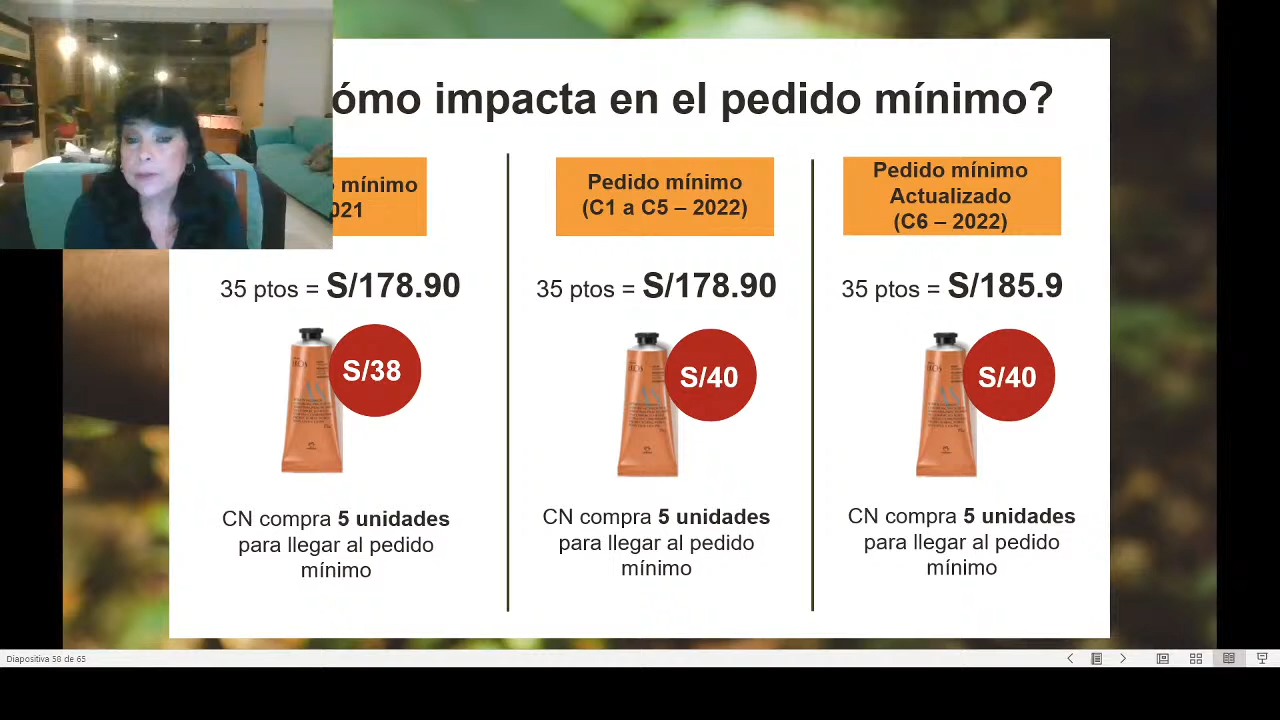 ómo impacta en el pedido mínimo?
o mínimo
021
Pedido mínimo
(C1 a C5 – 2022)
Pedido mínimo
Actualizado
(C6 – 2022)
35 ptos = S/178.90
35 ptos = S/178.90
35 ptos = S/185.9
S/38
S/40
S/40
CN compra 5 unidades
para llegar al pedido
mínimo
CN compra 5 unidades
para llegar al pedido
mínimo
CN compra 5 unidades
para llegar al pedido
mínimo
Diapositiva 58 de 65